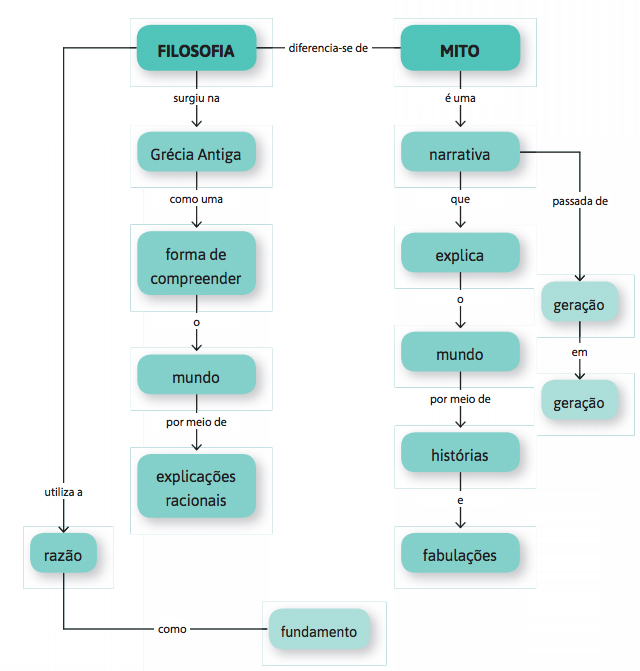 FILOSOFIA
diferencia-se de
MITO
surgiu na
é uma
Grécia Antiga
narrativa
como uma
que
passada de
forma de
compreender
explica
geração
o
o
em
mundo
mundo
geração
por meio de
por meio de
explicações
racionais
histórias
utiliza a
e
razão
fabulações
como
fundamento